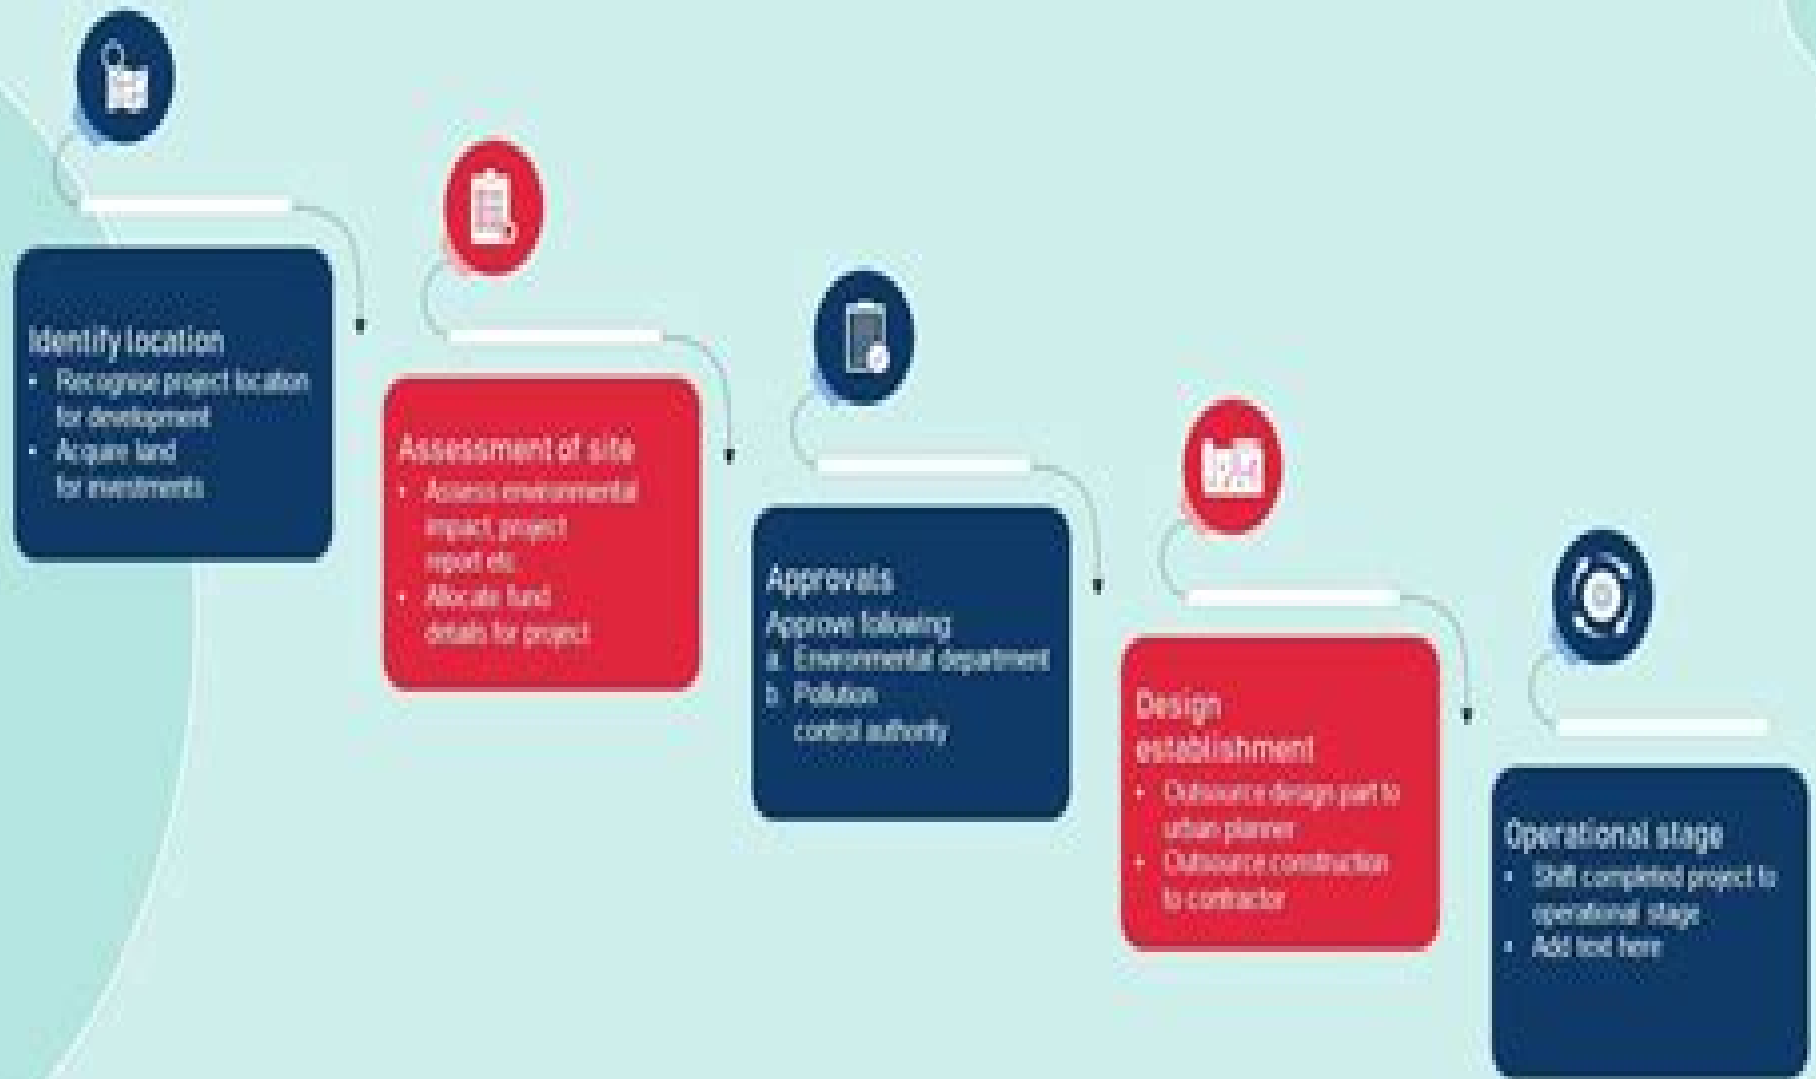 Identify location
• Recognise project location
for development
• Acquire land
for investments
Assessment of site
• Assess environmental
impact, project
report etc
• Allocate fund
details for project
Approvals
Approve following
a. Environmental department
b. Pollution
control authority
Design
establishment
• Outsource design part to
urban planner
• Outsource construction
to contractor
Operational stage
• Shift completed project to
operational stage
• Add text here